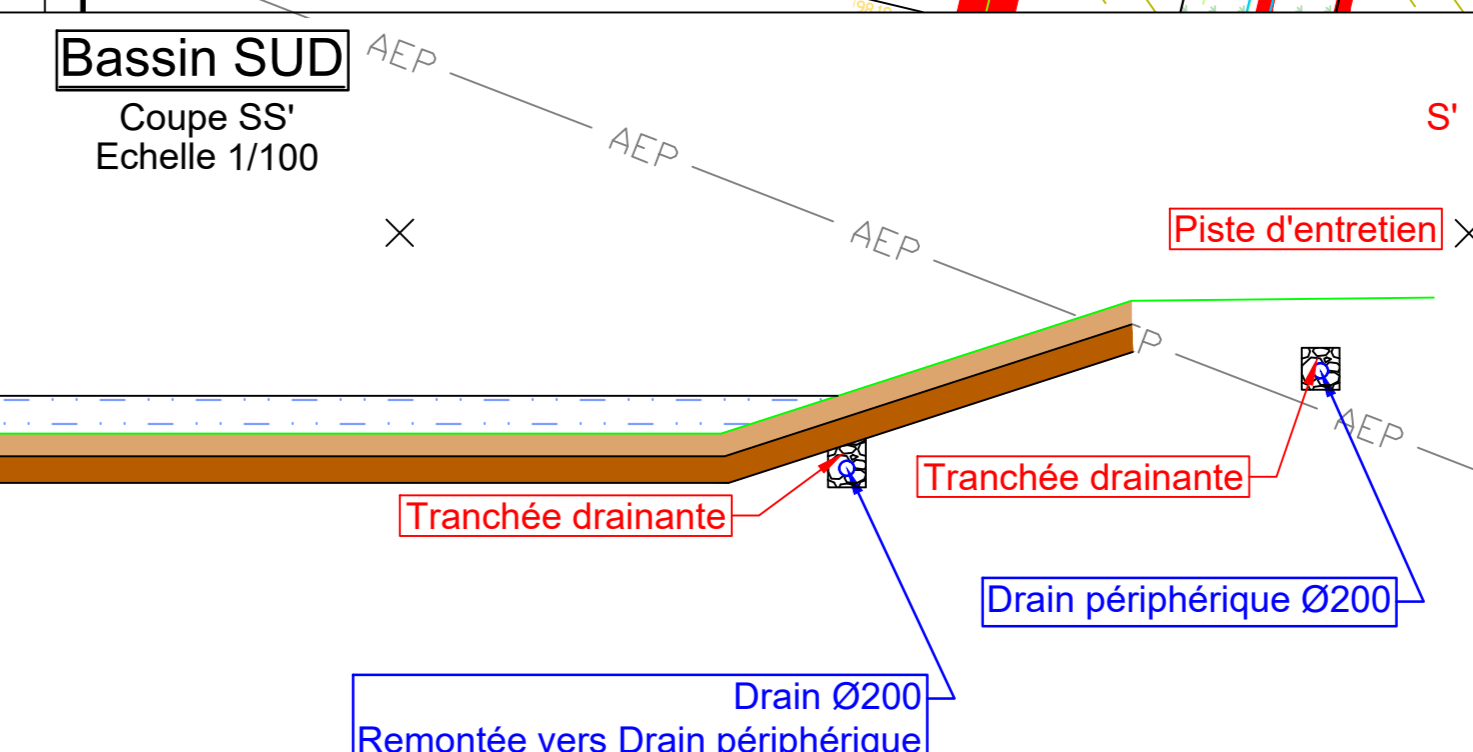 Bassin SUD
Coupe SS'
Echelle 1/100
AEP
AEP
AEP
P
AEP
S'
Piste d'entretien
Tranchée drainante
Tranchée drainante
Drain périphérique Ø200
Drain Ø200
Remontée vers Drain périphérique